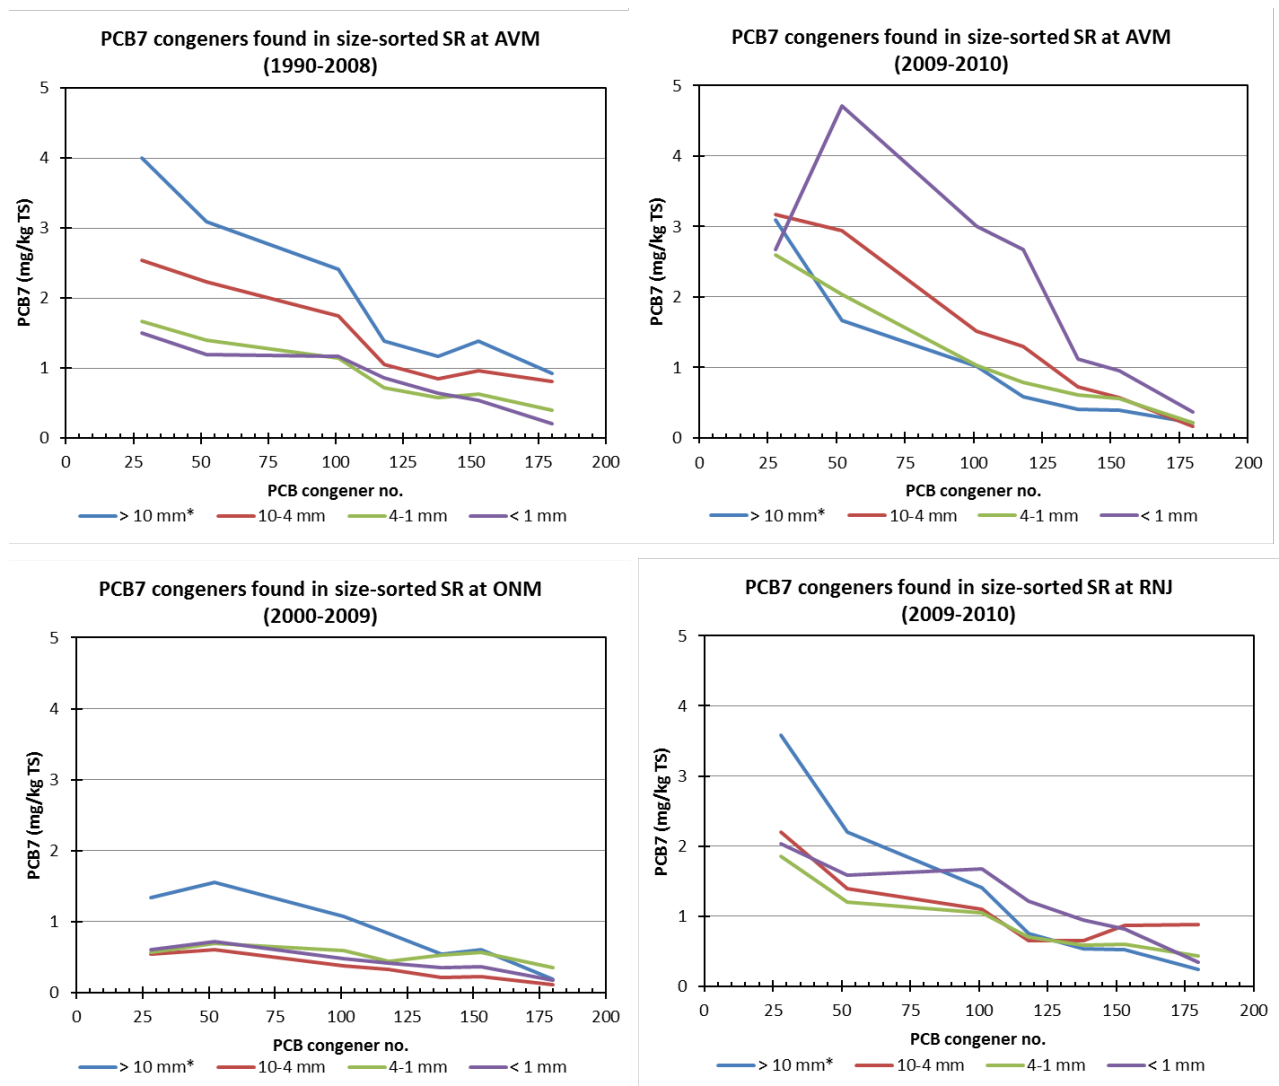 PCB7 congeners found in size-sorted SR at AVM
(1990-2008)
5
4
3
2
1
0
PCB7 (mg/kg TS)
0 25 50 75 100 125 150 175 200
PCB congener no.
> 10 mm* 10-4 mm 4-1 mm < 1 mm
PCB7 congeners found in size-sorted SR at AVM
(2009-2010)
5
4
3
2
1
0
PCB7 (mg/kg TS)
0 25 50 75 100 125 150 175 200
PCB congener no.
> 10 mm* 10-4 mm 4-1 mm < 1 mm
PCB7 congeners found in size-sorted SR at ONM
(2000-2009)
5
4
3
2
1
0
PCB7 (mg/kg TS)
0 25 50 75 100 125 150 175 200
PCB congener no.
> 10 mm* 10-4 mm 4-1 mm < 1 mm
PCB7 congeners found in size-sorted SR at RNJ
(2009-2010)
5
4
3
2
1
0
PCB7 (mg/kg TS)
0 25 50 75 100 125 150 175 200
PCB congener no.
> 10 mm* 10-4 mm 4-1 mm < 1 mm